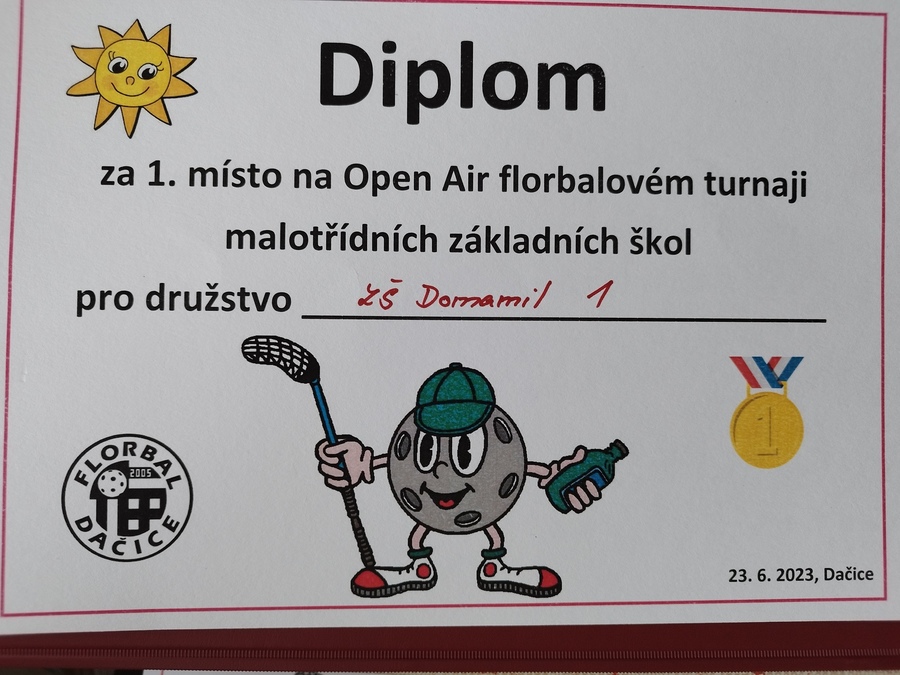 Diplom
za 1. místo na Open Air florbalovém turnaji
malotřídních základních škol
pro družstvo ZŠ Domamil 1
1
FLORBAL
2005
DAČICE
23. 6. 2023, Dačice